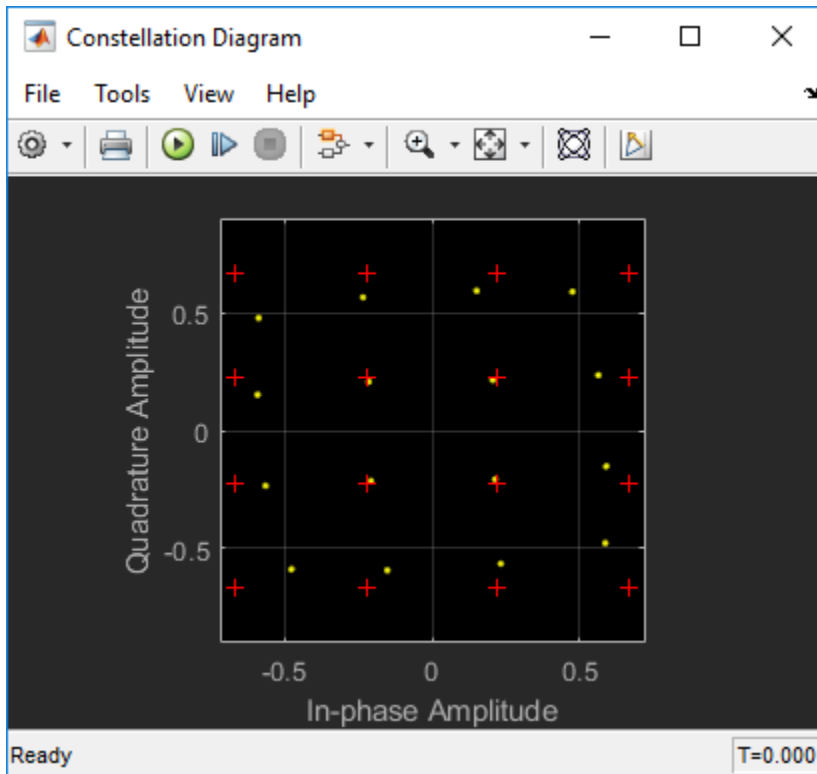 Constellation Diagram
File Tools View Help
0.5
0
-0.5
Quadrature Amplitude
-0.5 0 0.5
In-phase Amplitude
Ready T=0.000